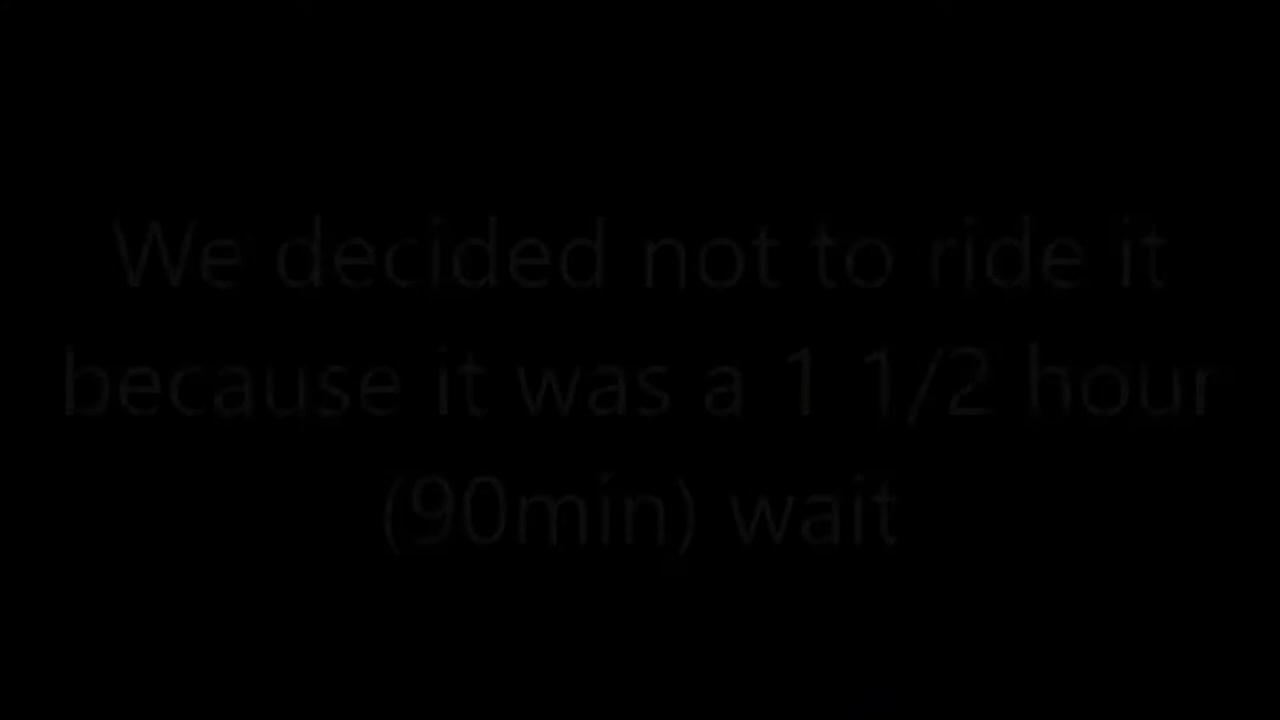 We decided not to ride it
because it was a 1 1/2 hour
(90min) wait